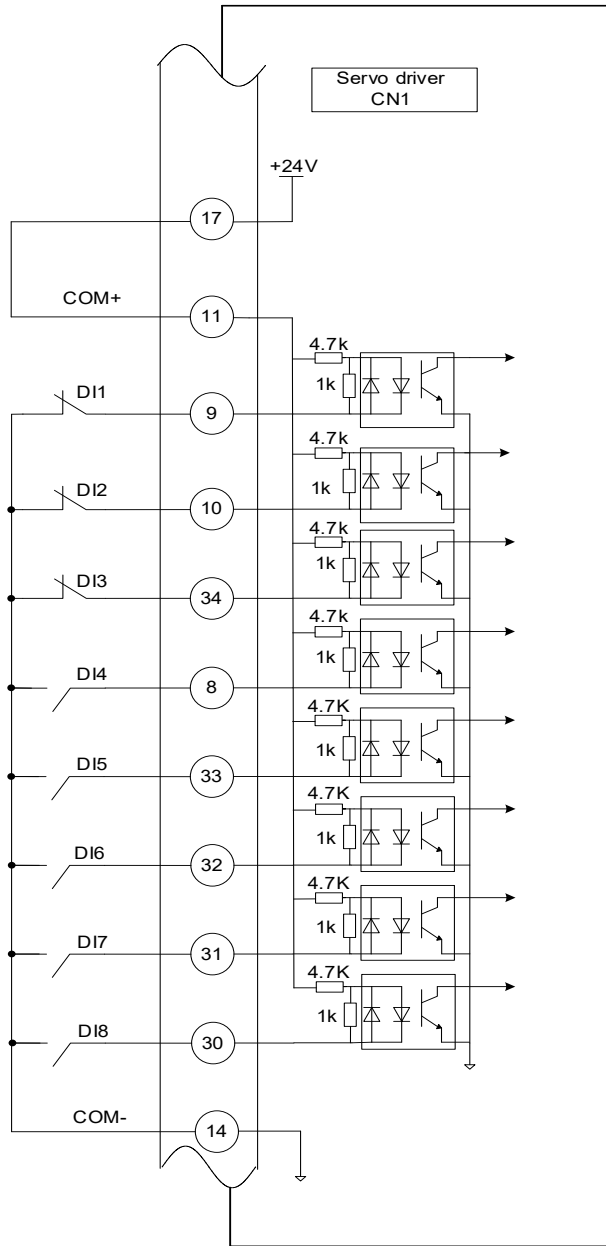 Servo driver
CN1
+24V
17
COM+
11
4.7k
1k
DI1
9
4.7k
1k
DI2
10
4.7k
1k
DI3
34
4.7k
1k
DI4
8
4.7K
1k
DI5
33
4.7K
1k
DI6
32
4.7K
1k
DI7
31
4.7K
1k
DI8
30
COM-
14